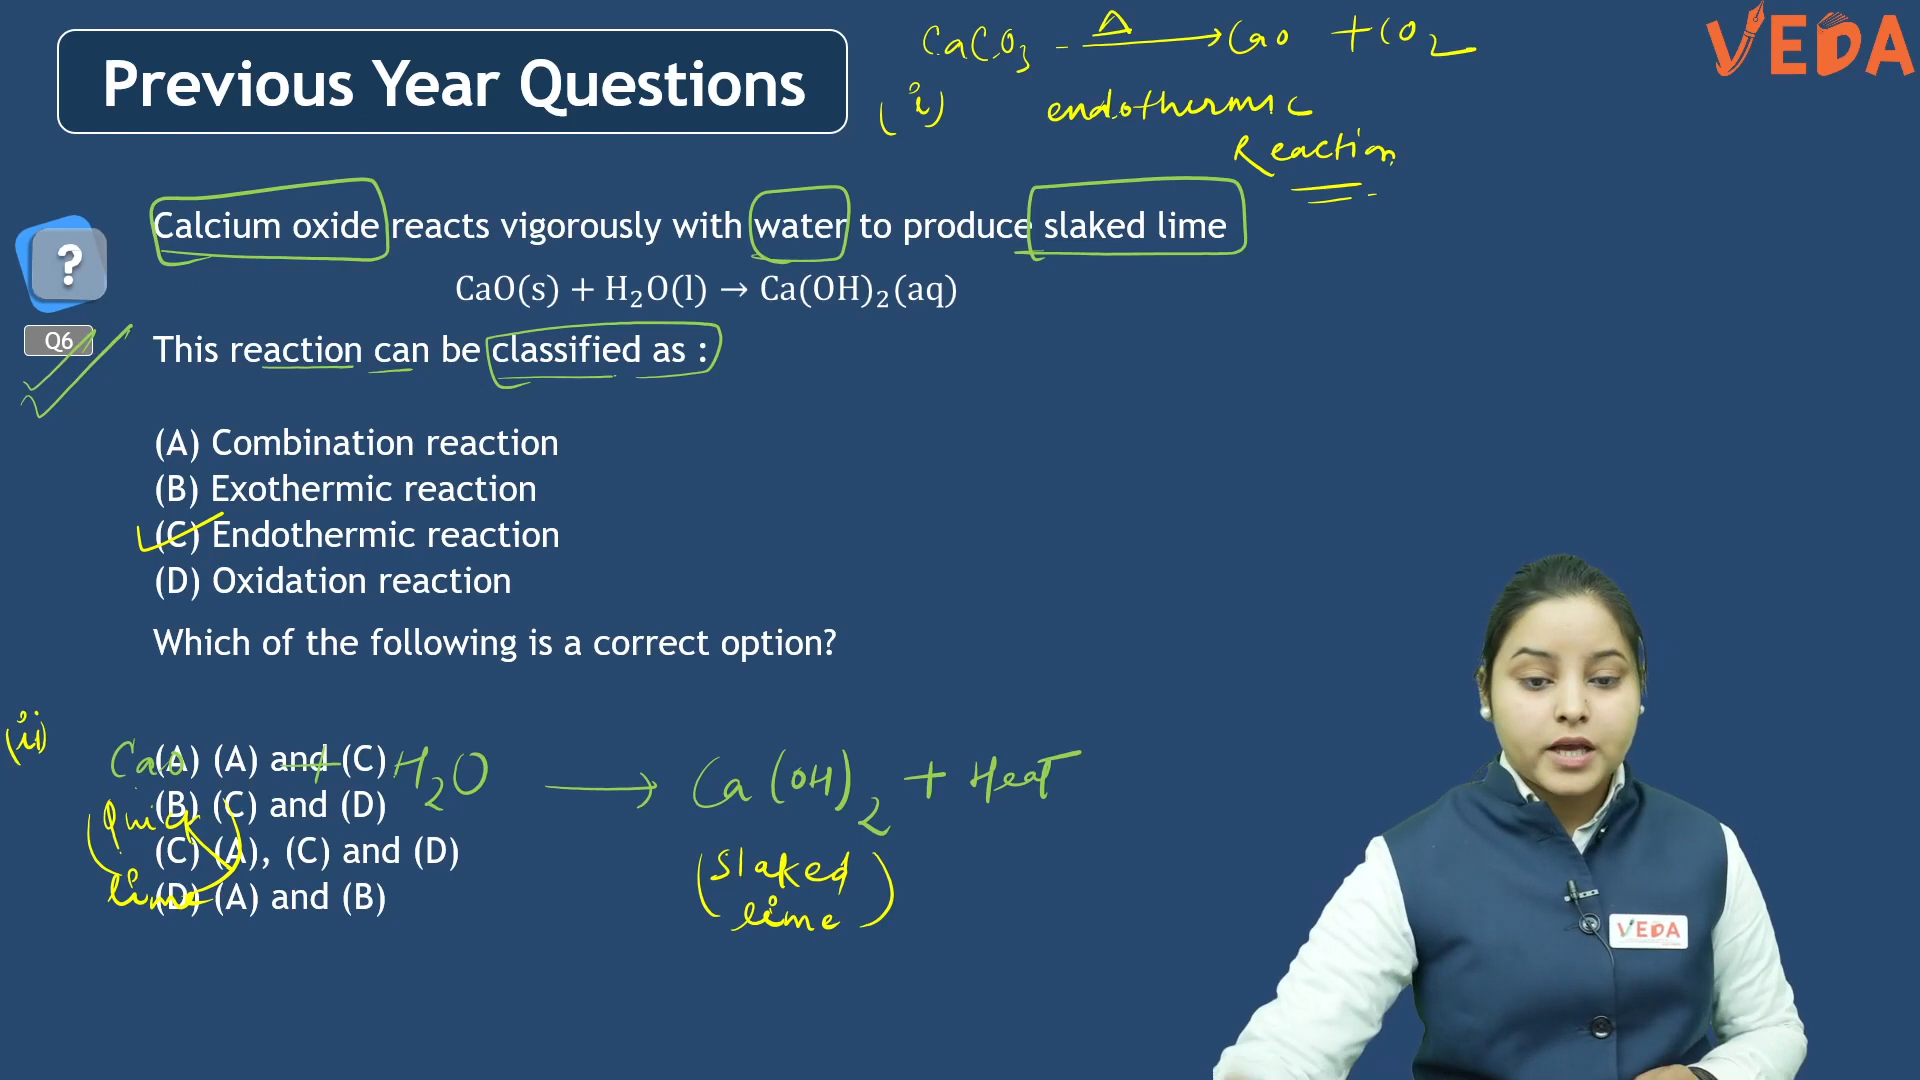 Previous Year Questions
CaCO3 Δ→ CaO + CO2
(i) endothermic
Reaction
VEDA
Calcium oxide reacts vigorously with water to produce slaked lime
CaO(s) + H₂O(l) → Ca(OH)₂(aq)
?
Q6
This reaction can be classified as :
(A) Combination reaction
(B) Exothermic reaction
(C) Endothermic reaction
(D) Oxidation reaction
Which of the following is a correct option?
(A) (A) and (C)
(B) (C) and (D)
(C) (A), (C) and (D)
(D) (A) and (B)
(ii) Cao + H2O → Ca(OH)2 + Heat
(Quick
lime)
(Slaked
lime)
VEDA